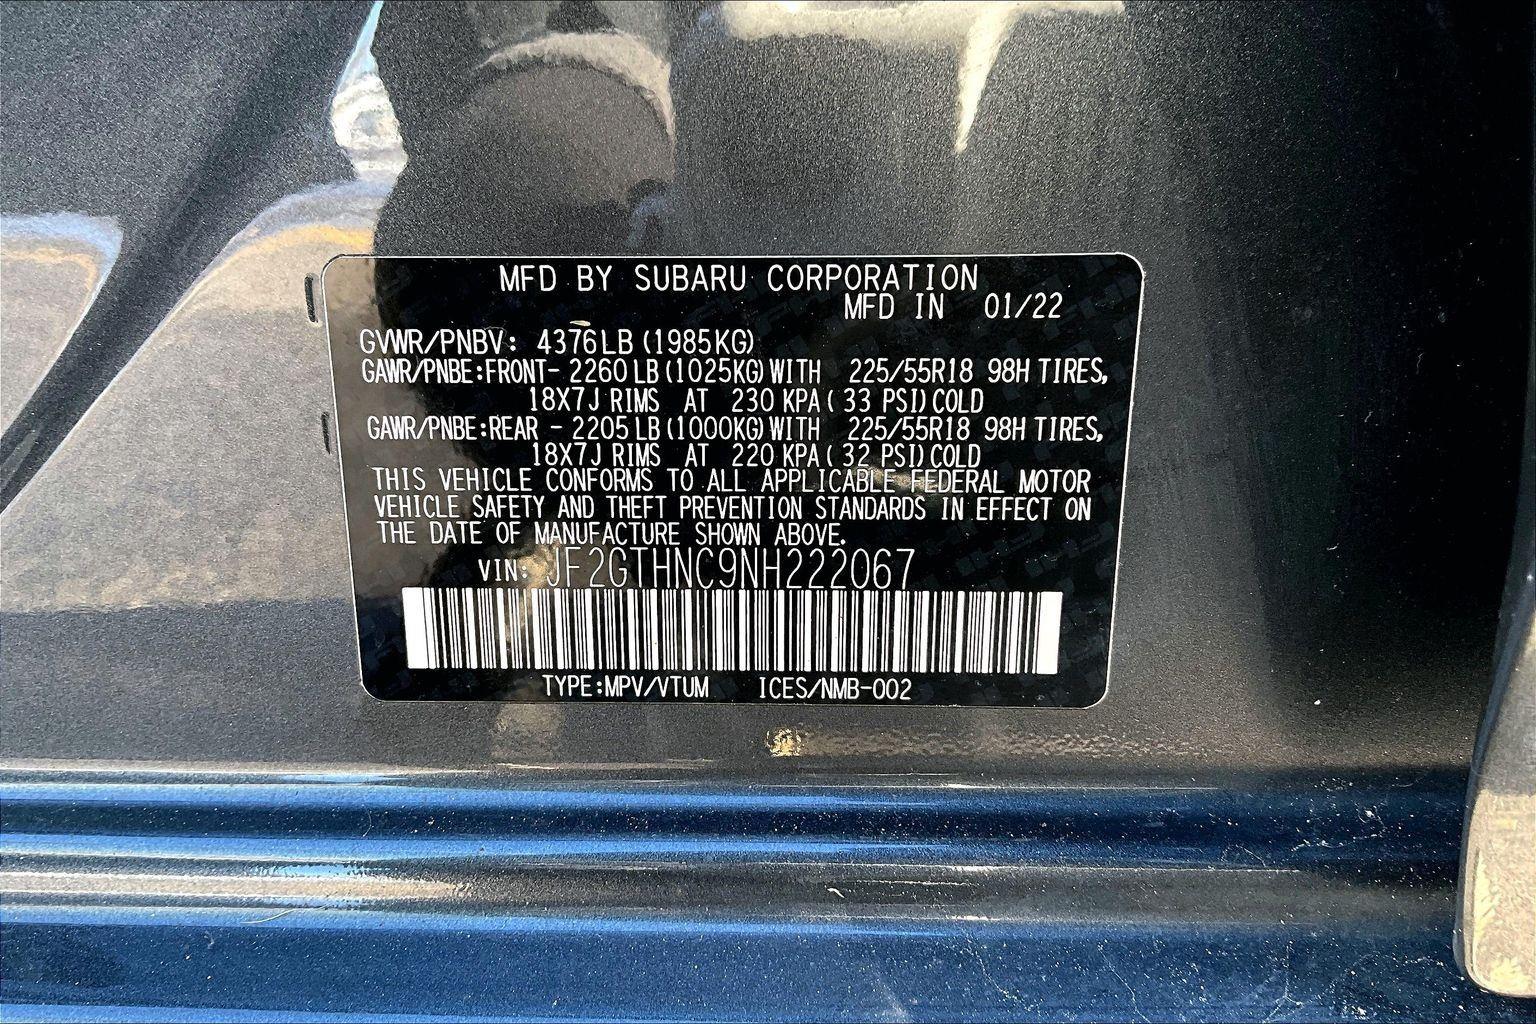 MFD BY SUBARU CORPORATION
MFD IN 01/22
GVWR/PNBV: 4376LB (1985KG)
GAWR/PNBE:FRONT- 2260LB (1025KG) WITH 225/55R18 98H TIRES,
18X7J RIMS AT 230 KPA ( 33 PSI) COLD
GAWR/PNBE:REAR - 2205LB (1000KG) WITH 225/55R18 98H TIRES,
18X7J RIMS AT 220 KPA ( 32 PSI) COLD
THIS VEHICLE CONFORMS TO ALL APPLICABLE FEDERAL MOTOR
VEHICLE SAFETY AND THEFT PREVENTION STANDARDS IN EFFECT ON
THE DATE OF MANUFACTURE SHOWN ABOVE.
VIN: JF2GTHNC9NH222067
TYPE:MPV/VTUM ICES/NMB-002